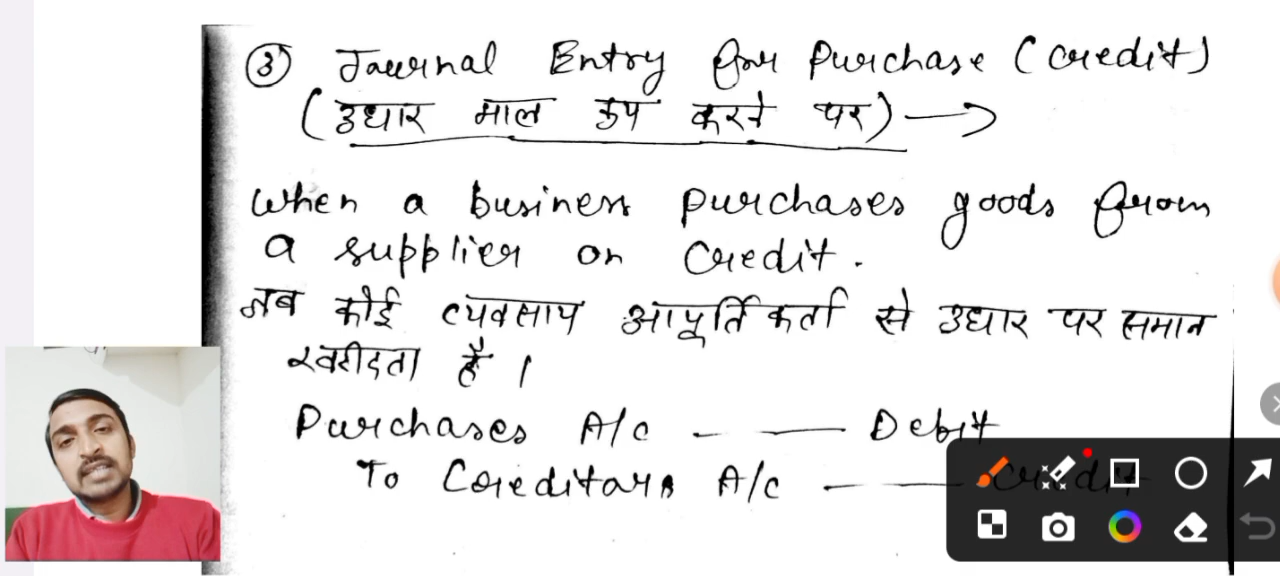 ③ Journal Entry for Purchase (Credit)
(उधार माल क्रय करने पर) →
When a business purchases goods from
a supplier on Credit.
जब कोई व्यवसाय आपूर्ति कर्ता से उधार पर समान
खरीदता है ।
Purchases A/c — —— Debit
To Creditors A/c —— Credit